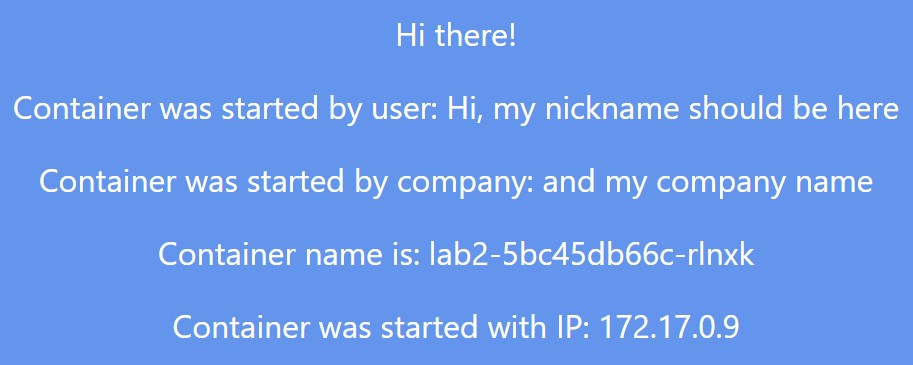 Hi there!
Container was started by user: Hi, my nickname should be here
Container was started by company: and my company name
Container name is: lab2-5bc45db66c-rlnxk
Container was started with IP: 172.17.0.9